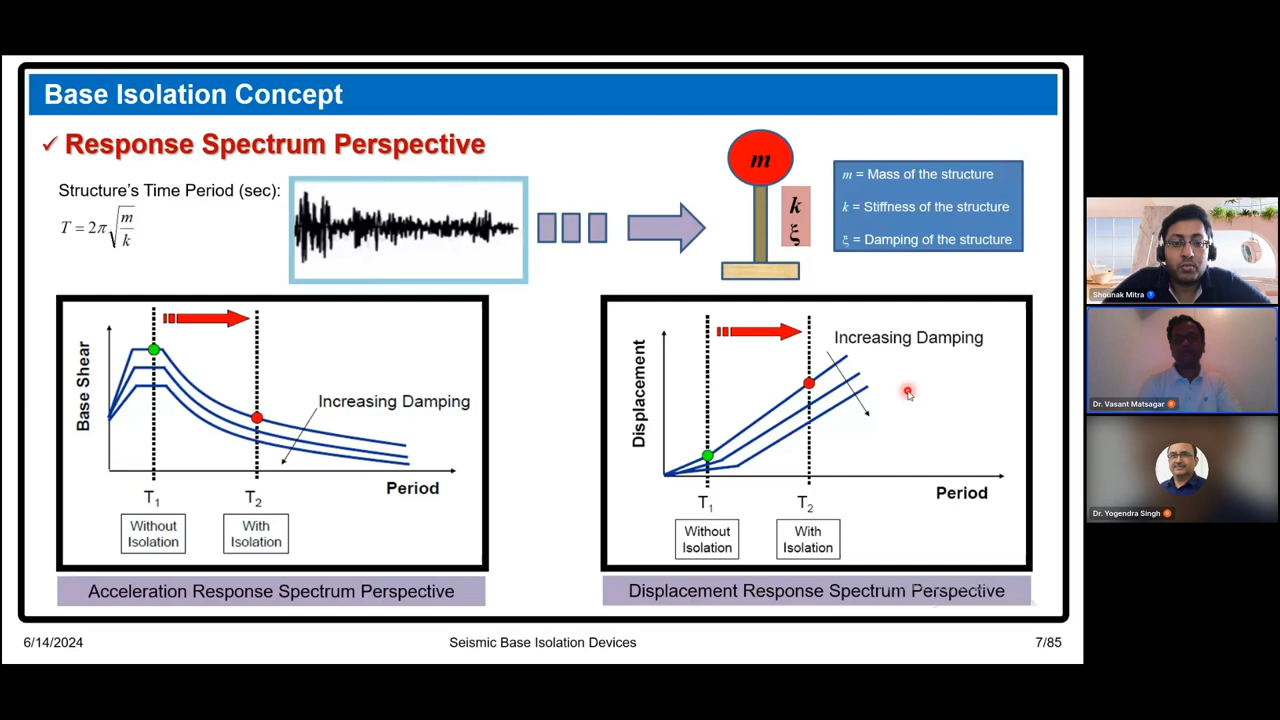 Base Isolation Concept
✓ Response Spectrum Perspective
Structure's Time Period (sec):
T = 2π√(m/k)
m
k
ξ
m = Mass of the structure
k = Stiffness of the structure
ξ = Damping of the structure
Base Shear
Increasing Damping
Period
T1
T2
Without
Isolation
With
Isolation
Acceleration Response Spectrum Perspective
Displacement
Increasing Damping
Period
T1
T2
Without
Isolation
With
Isolation
Displacement Response Spectrum Perspective
6/14/2024
Seismic Base Isolation Devices
7/85
Shounak Mitra
Dr. Vasant Matsagar
Dr. Yogendra Singh